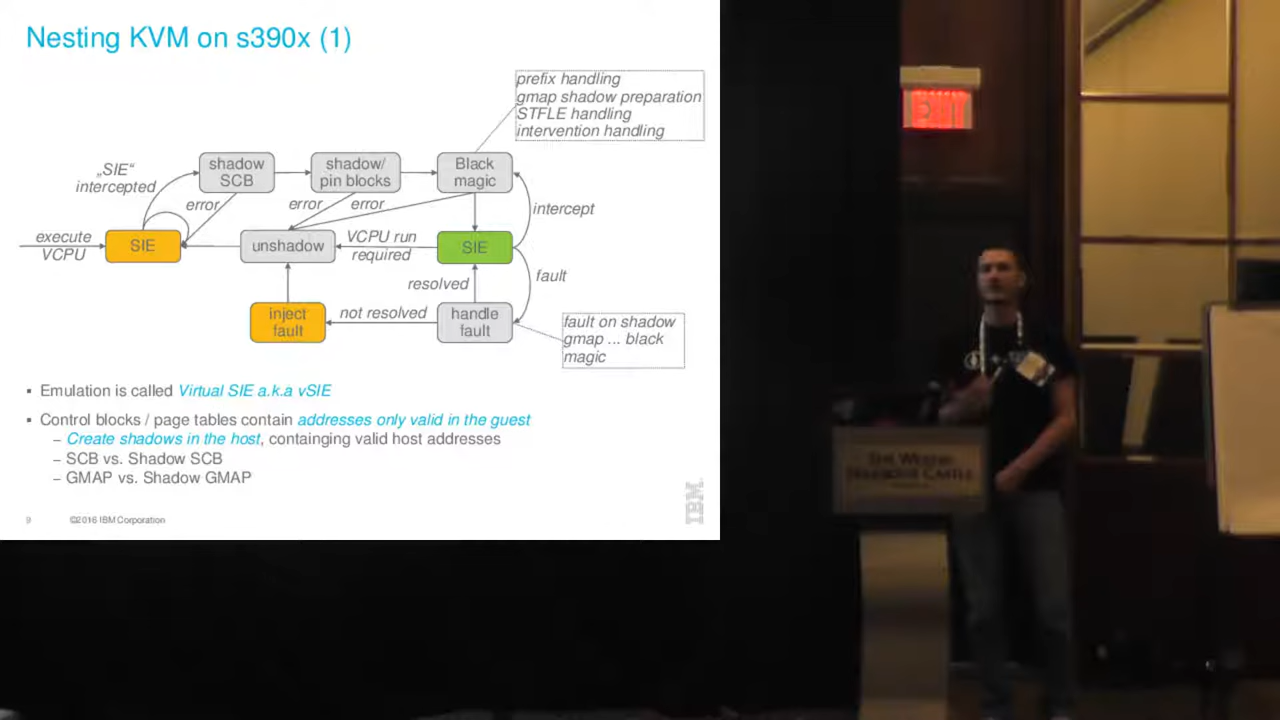 Nesting KVM on s390x (1)
prefix handling
gmap shadow preparation
STFLE handling
intervention handling
„SIE“
intercepted
shadow
SCB
shadow/
pin blocks
Black
magic
error
error
error
intercept
execute
VCPU
SIE
unshadow
VCPU run
required
SIE
resolved
fault
inject
fault
not resolved
handle
fault
fault on shadow
gmap ... black
magic
▪ Emulation is called Virtual SIE a.k.a vSIE
▪ Control blocks / page tables contain addresses only valid in the guest
– Create shadows in the host, containging valid host addresses
– SCB vs. Shadow SCB
– GMAP vs. Shadow GMAP
9 ©2016 IBM Corporation
IBM
The Westin